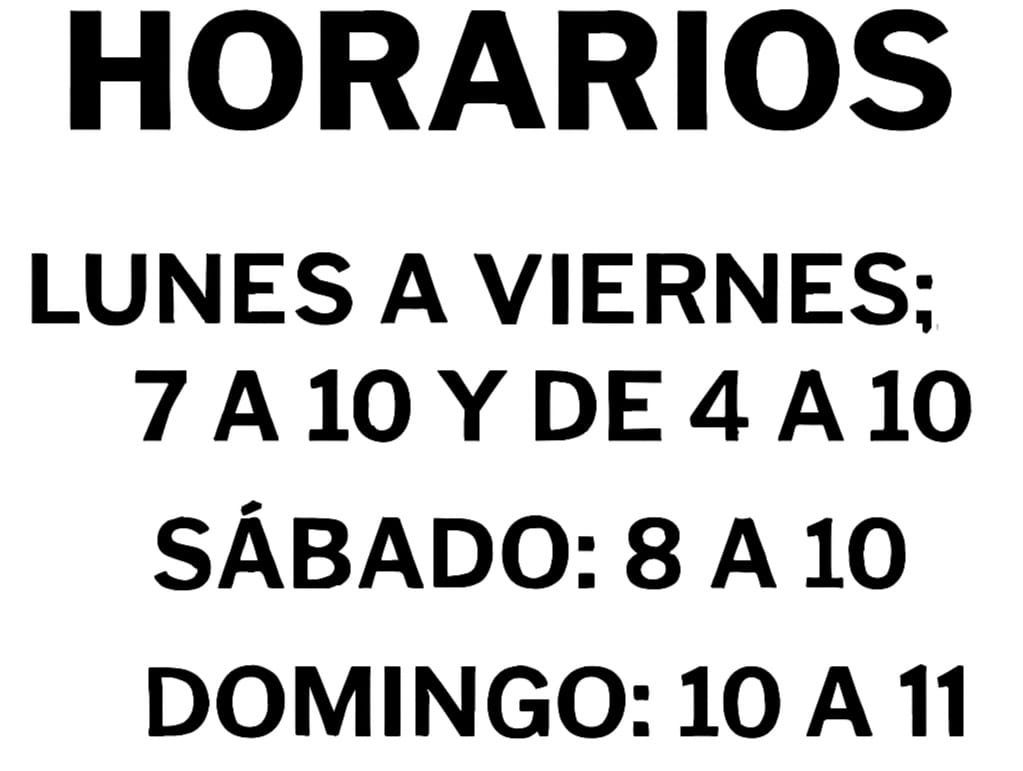 HORARIOS
LUNES A VIERNES;
7 A 10 Y DE 4 A 10
SÁBADO: 8 A 10
DOMINGO: 10 A 11